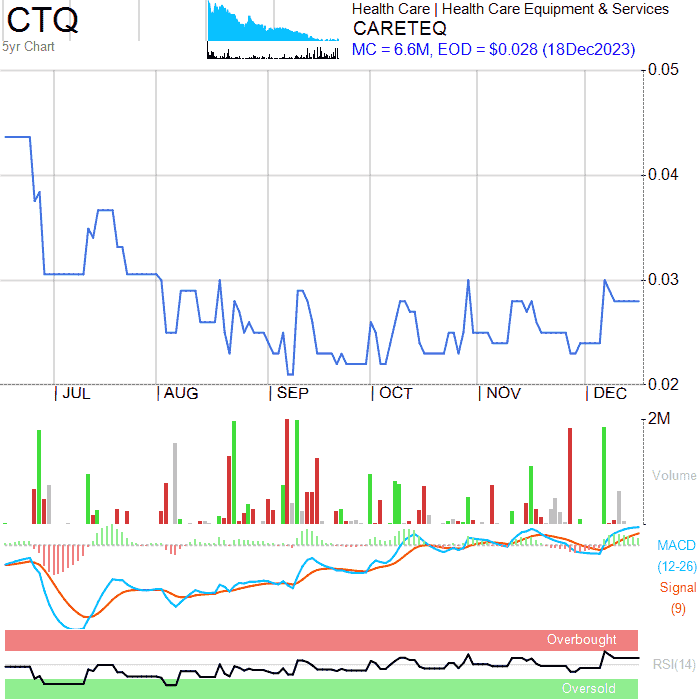 CTQ
5yr Chart
Health Care | Health Care Equipment & Services
CARETEQ
MC = 6.6M, EOD = $0.028 (18Dec2023)
0.05
0.04
0.03
0.02
JUL
AUG
SEP
OCT
NOV
DEC
2M
Volume
MACD
(12-26)
Signal
(9)
Overbought
RSI(14)
Oversold